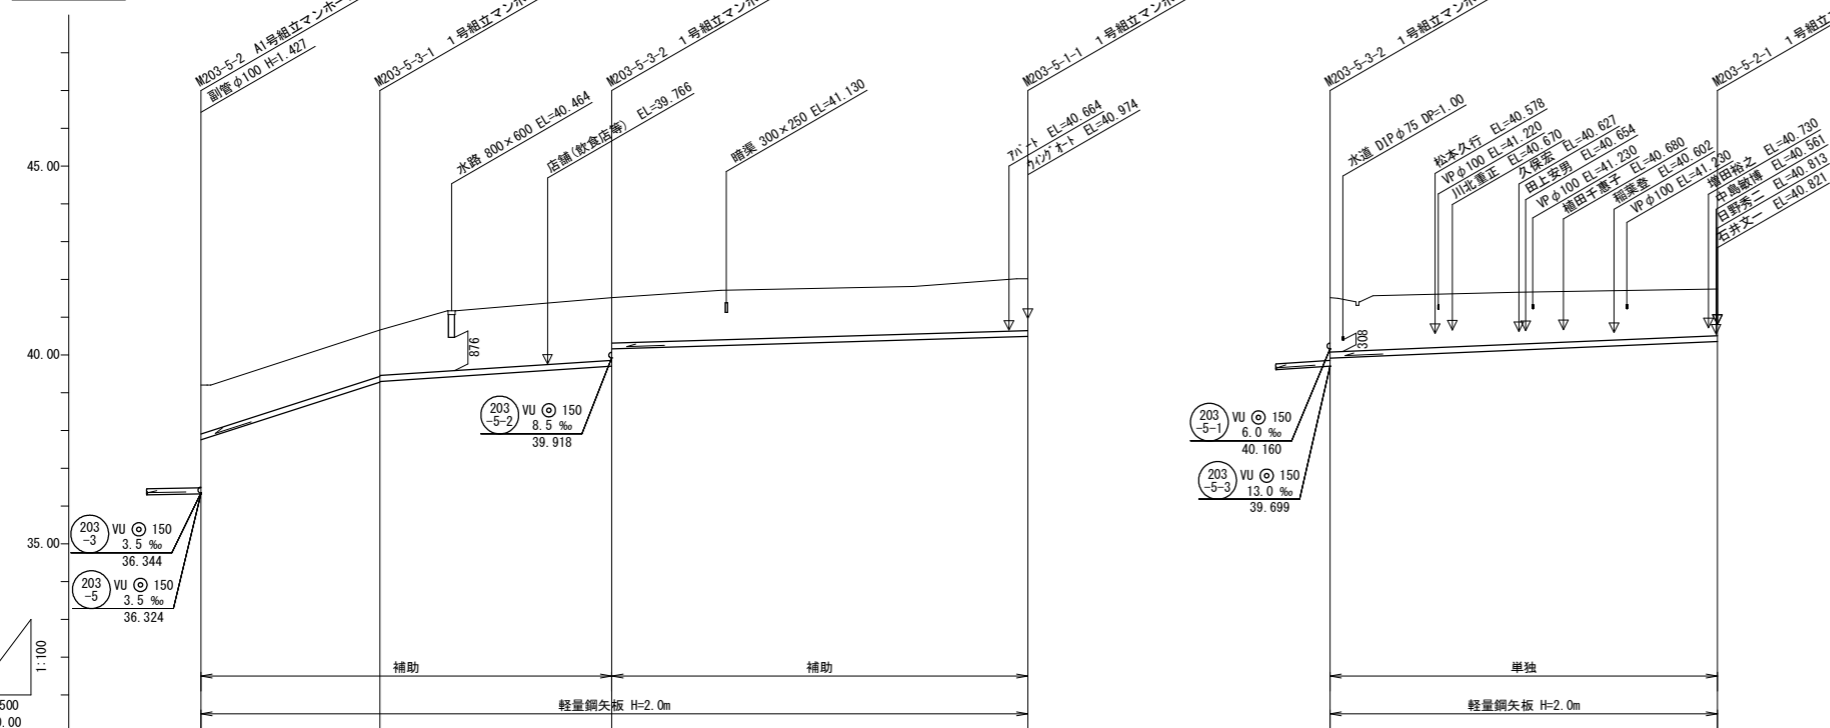 M203-5-2 A1号組立マンホー
副管φ100 H=1.427
M203-5-3-1 1号組立マンホ
M203-5-3-2 1号組立マンホ
M203-5-1-1 1号組立マンホ
M203-5-3-2 1号組立マンホ
M203-5-2-1 1号組立
水路 800×600 EL=40.464
店舗(飲食店等) EL=39.766
暗渠 300×250 EL=41.130
アパート EL=40.664
ウィングオート EL=40.974
水道 DIPφ75 DP=1.00
松本久行 EL=40.578
VPφ100 EL=41.220
川北重正 EL=40.670
久保宏 EL=40.627
田上安男 EL=40.654
VPφ100 EL=41.230
植田千恵子 EL=40.680
稲葉登 EL=40.602
VPφ100 EL=41.230
増田裕之 EL=40.730
中島敏博 EL=40.561
日野秀二 EL=40.813
石井文一 EL=40.821
45.00
40.00
35.00
876
308
203
-5-2
VU ◎ 150
8.5 ‰
39.918
203
-5-1
VU ◎ 150
6.0 ‰
40.160
203
-5-3
VU ◎ 150
13.0 ‰
39.699
203
-3
VU ◎ 150
3.5 ‰
36.344
203
-5
VU ◎ 150
3.5 ‰
36.324
1:100
500
0.00
補助
補助
単独
軽量鋼矢板 H=2.0m
軽量鋼矢板 H=2.0m